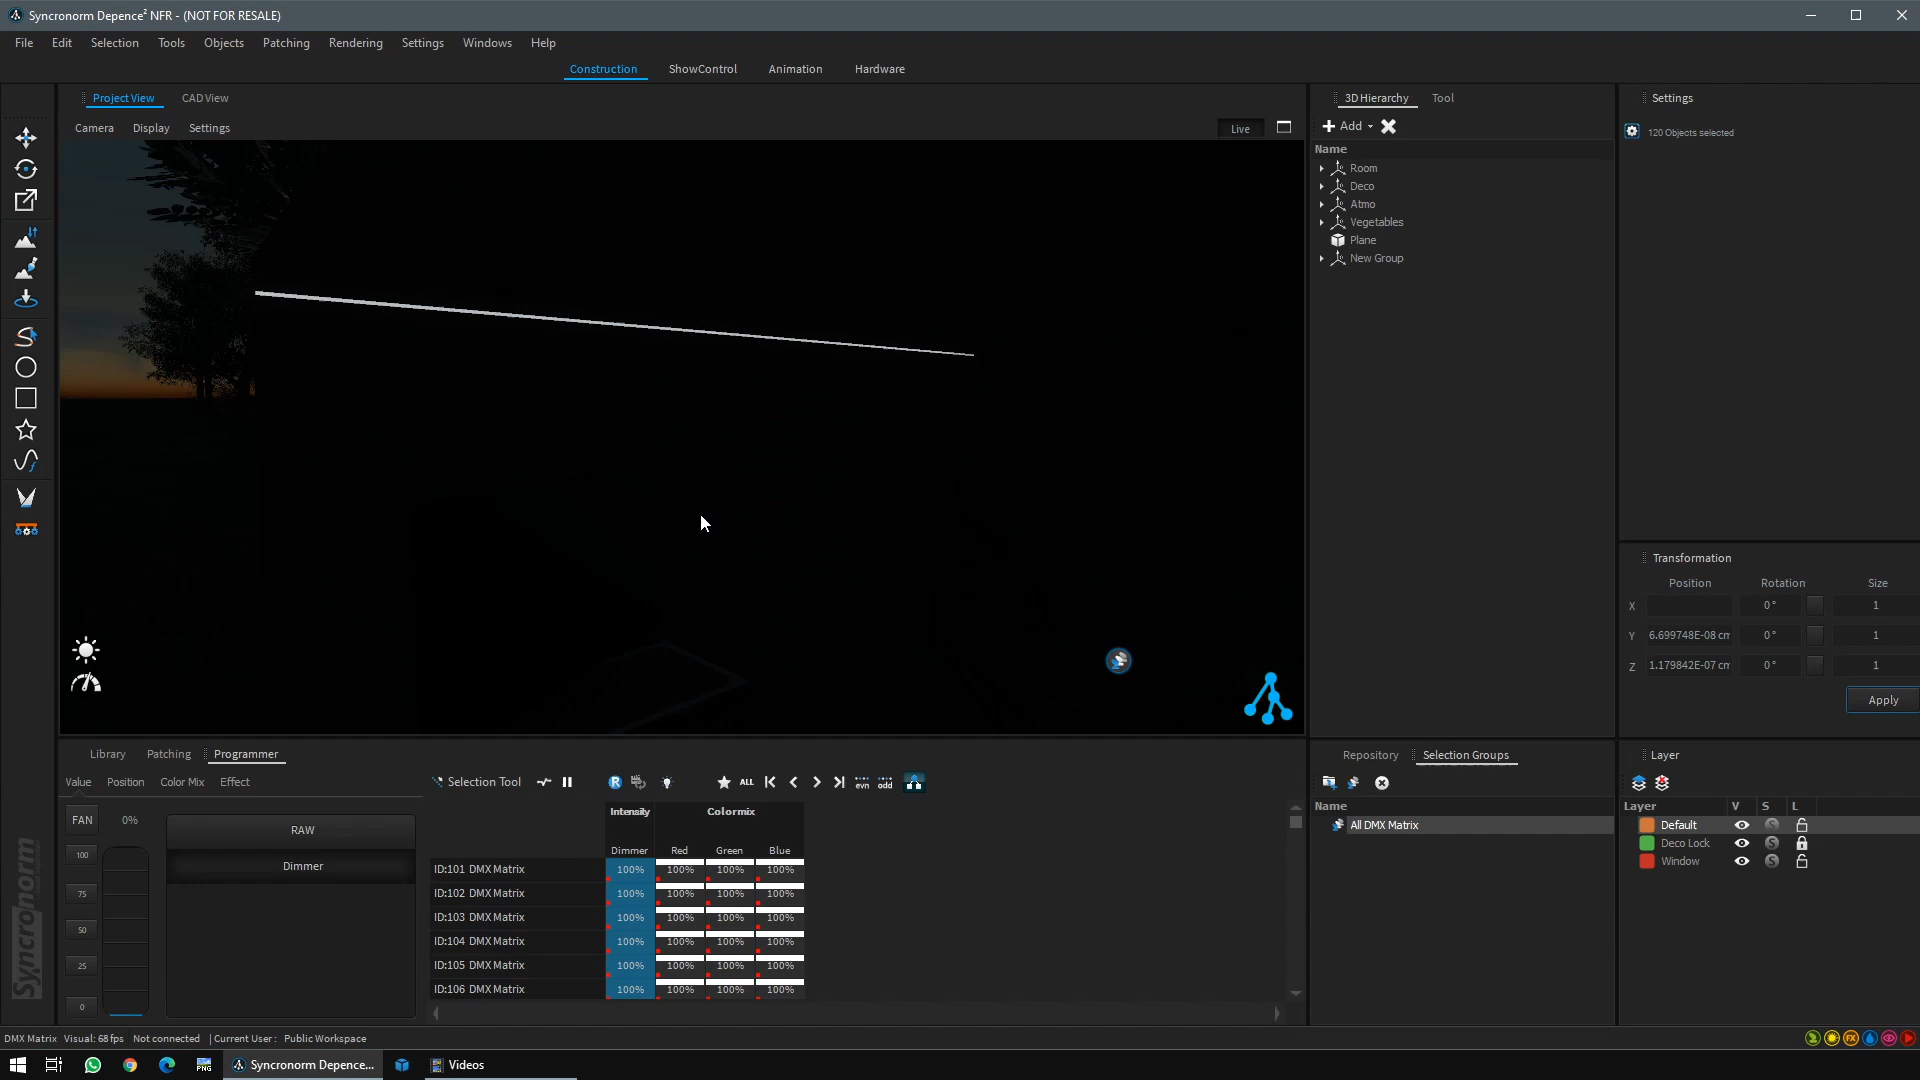 Syncronorm Depence² NFR - (NOT FOR RESALE)
File Edit Selection Tools Objects Patching Rendering Settings Windows Help
Construction ShowControl Animation Hardware
Project View CAD View
Camera Display Settings
Live
3D Hierarchy Tool
Add
Name
Room
Deco
Atmo
Vegetables
Plane
New Group
Settings
120 Objects selected
Transformation
Position Rotation Size
X 0° 1
Y 6.699748E-08 cm 0° 1
Z 1.179842E-07 cm 0° 1
Apply
Library Patching Programmer
Value Position Color Mix Effect
FAN 0%
100
75
50
25
0
RAW
Dimmer
Selection Tool
R
ALL
evn odd
Intensity Colormix
Dimmer Red Green Blue
ID:101 DMX Matrix 100% 100% 100% 100%
ID:102 DMX Matrix 100% 100% 100% 100%
ID:103 DMX Matrix 100% 100% 100% 100%
ID:104 DMX Matrix 100% 100% 100% 100%
ID:105 DMX Matrix 100% 100% 100% 100%
ID:106 DMX Matrix 100% 100% 100% 100%
Repository Selection Groups
Name
All DMX Matrix
Layer
Layer V S L
Default S
Deco Lock S
Window S
Syncronorm
DMX Matrix Visual: 68 fps Not connected | Current User: Public Workspace
FX
PNG
Syncronorm Depence...
Videos